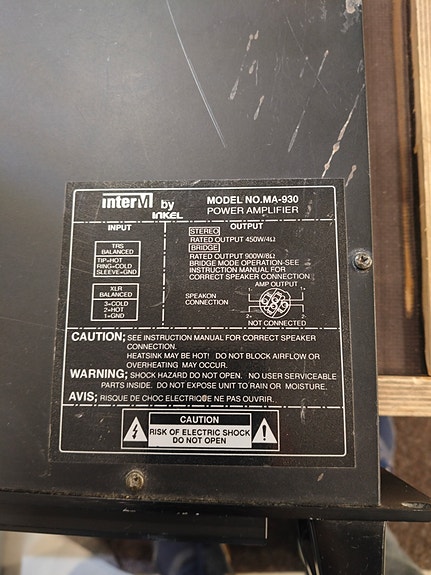 interM by
INKEL
MODEL NO.MA-930
POWER AMPLIFIER
INPUT
TRS
BALANCED
TIP=HOT
RING=COLD
SLEEVE=GND
XLR
BALANCED
3=COLD
2=HOT
1=GND
OUTPUT
STEREO
RATED OUTPUT 450W/4Ω
BRIDGE
RATED OUTPUT 900W/8Ω
BRIDGE MODE OPERATION-SEE
INSTRUCTION MANUAL FOR
CORRECT SPEAKER CONNECTION
AMP OUTPUT
SPEAKON
CONNECTION
2+
NOT CONNECTED
CAUTION; SEE INSTRUCTION MANUAL FOR CORRECT SPEAKER
CONNECTION.
HEATSINK MAY BE HOT! DO NOT BLOCK AIRFLOW OR
OVERHEATING MAY OCCUR.
WARNING; SHOCK HAZARD DO NOT OPEN. NO USER SERVICEABLE
PARTS INSIDE. DO NOT EXPOSE UNIT TO RAIN OR MOISTURE.
AVIS; RISQUE DE CHOC ELECTRIQUE NE PAS OUVRIR.
CAUTION
RISK OF ELECTRIC SHOCK
DO NOT OPEN